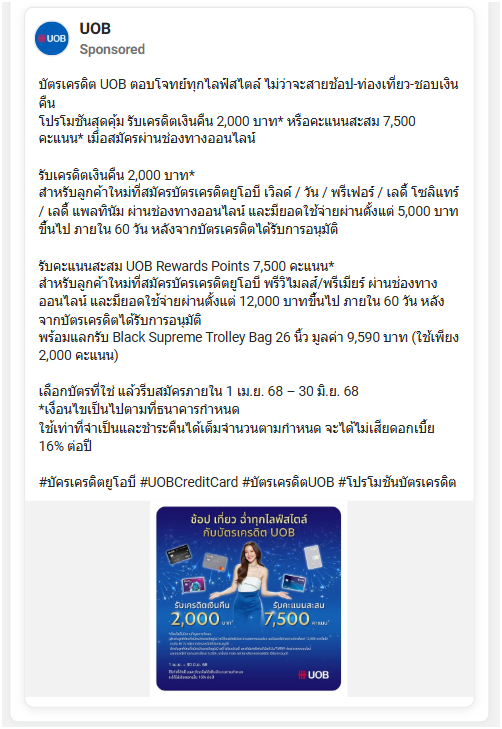 UOB
UOB
Sponsored
บัตรเครดิต UOB ตอบโจทย์ทุกไลฟ์สไตล์ ไม่ว่าจะสายช้อป-ท่องเที่ยว-ชอบเงิน
คืน
โปรโมชันสุดคุ้ม รับเครดิตเงินคืน 2,000 บาท* หรือคะแนนสะสม 7,500
คะแนน* เมื่อสมัครผ่านช่องทางออนไลน์
รับเครดิตเงินคืน 2,000 บาท*
สำหรับลูกค้าใหม่ที่สมัครบัตรเครดิตยูโอบี เวิลด์ / วัน / พรีเฟอร์ / เลดี้ โซลิแทร์
/ เลดี้ แพลทินัม ผ่านช่องทางออนไลน์ และมียอดใช้จ่ายผ่านตั้งแต่ 5,000 บาท
ขึ้นไป ภายใน 60 วัน หลังจากบัตรเครดิตได้รับการอนุมัติ
รับคะแนนสะสม UOB Rewards Points 7,500 คะแนน*
สำหรับลูกค้าใหม่ที่สมัครบัตรเครดิตยูโอบี พรีวิไมลส์/พรีเมียร์ ผ่านช่องทาง
ออนไลน์ และมียอดใช้จ่ายผ่านตั้งแต่ 12,000 บาทขึ้นไป ภายใน 60 วัน หลัง
จากบัตรเครดิตได้รับการอนุมัติ
พร้อมแลกรับ Black Supreme Trolley Bag 26 นิ้ว มูลค่า 9,590 บาท (ใช้เพียง
2,000 คะแนน)
เลือกบัตรที่ใช่ แล้วรีบสมัครภายใน 1 เม.ย. 68 – 30 มิ.ย. 68
*เงื่อนไขเป็นไปตามที่ธนาคารกำหนด
ใช้เท่าที่จำเป็นและชำระคืนได้เต็มจำนวนตามกำหนด จะได้ไม่เสียดอกเบี้ย
16% ต่อปี
#บัตรเครดิตยูโอบี #UOBCreditCard #บัตรเครดิตUOB #โปรโมชันบัตรเครดิต
ช้อป เที่ยว ฉ่ำทุกไลฟ์สไตล์
กับบัตรเครดิต UOB
รับเครดิตเงินคืน
2,000 บาท*
รับคะแนนสะสม
7,500 คะแนน*
1 เม.ย. – 30 มิ.ย. 68
UOB